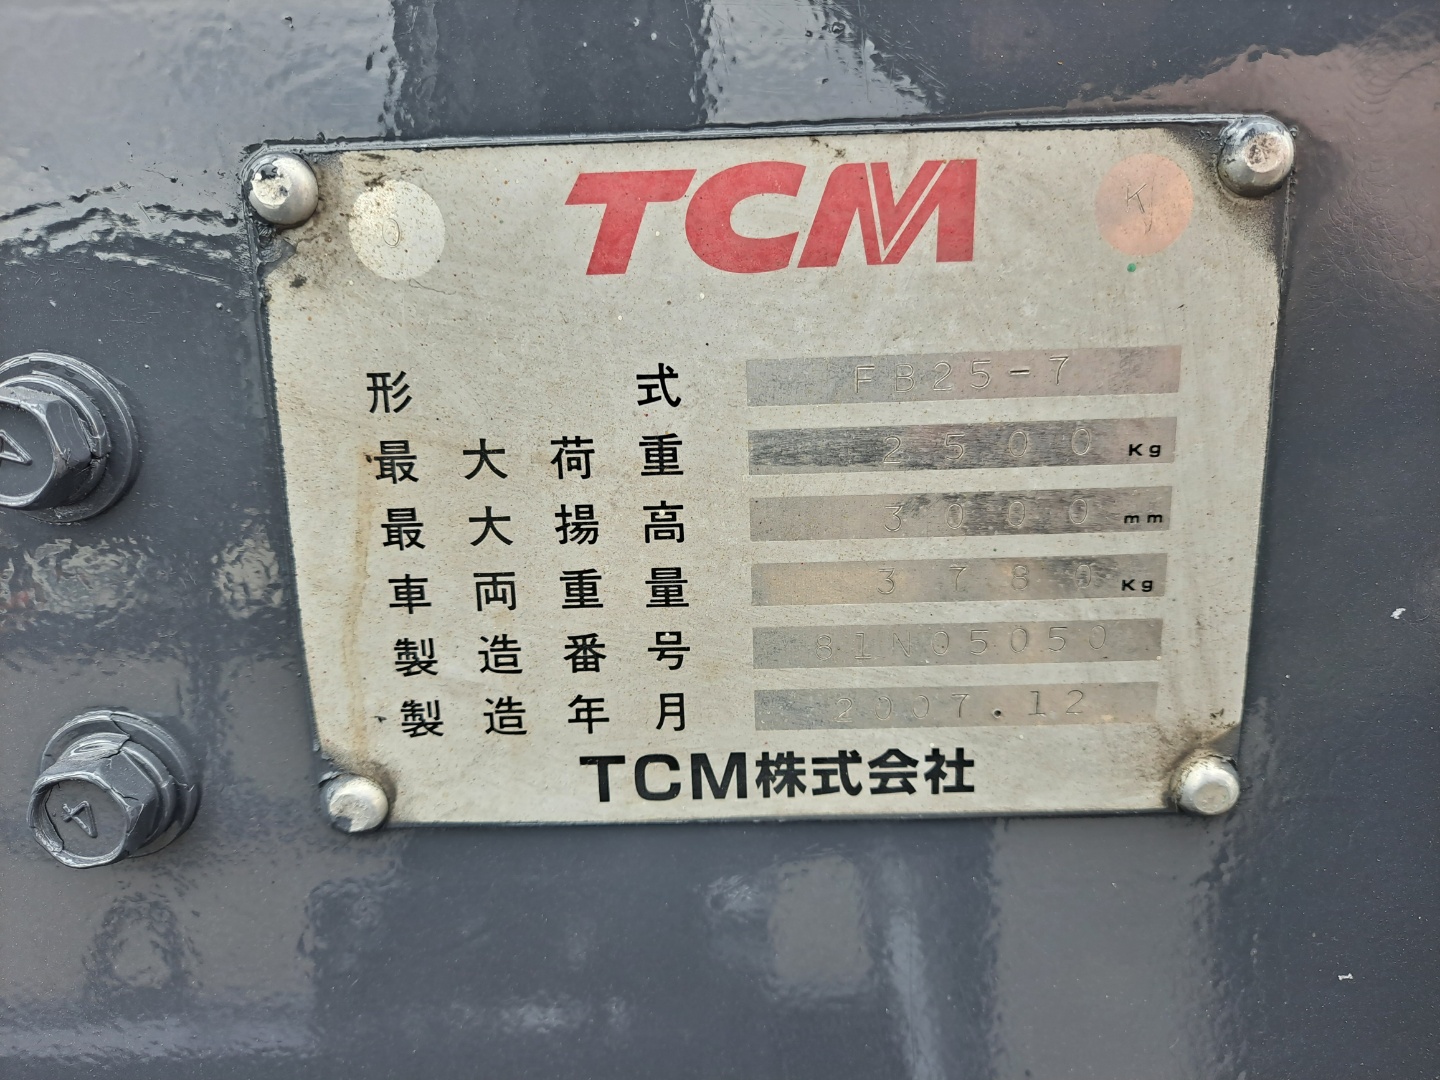 TCM
形式 FB25-7
最大荷重 2500 Kg
最大揚高 3000 mm
車両重量 3780 Kg
製造番号 81N05050
製造年月 2007.12
TCM株式会社
4